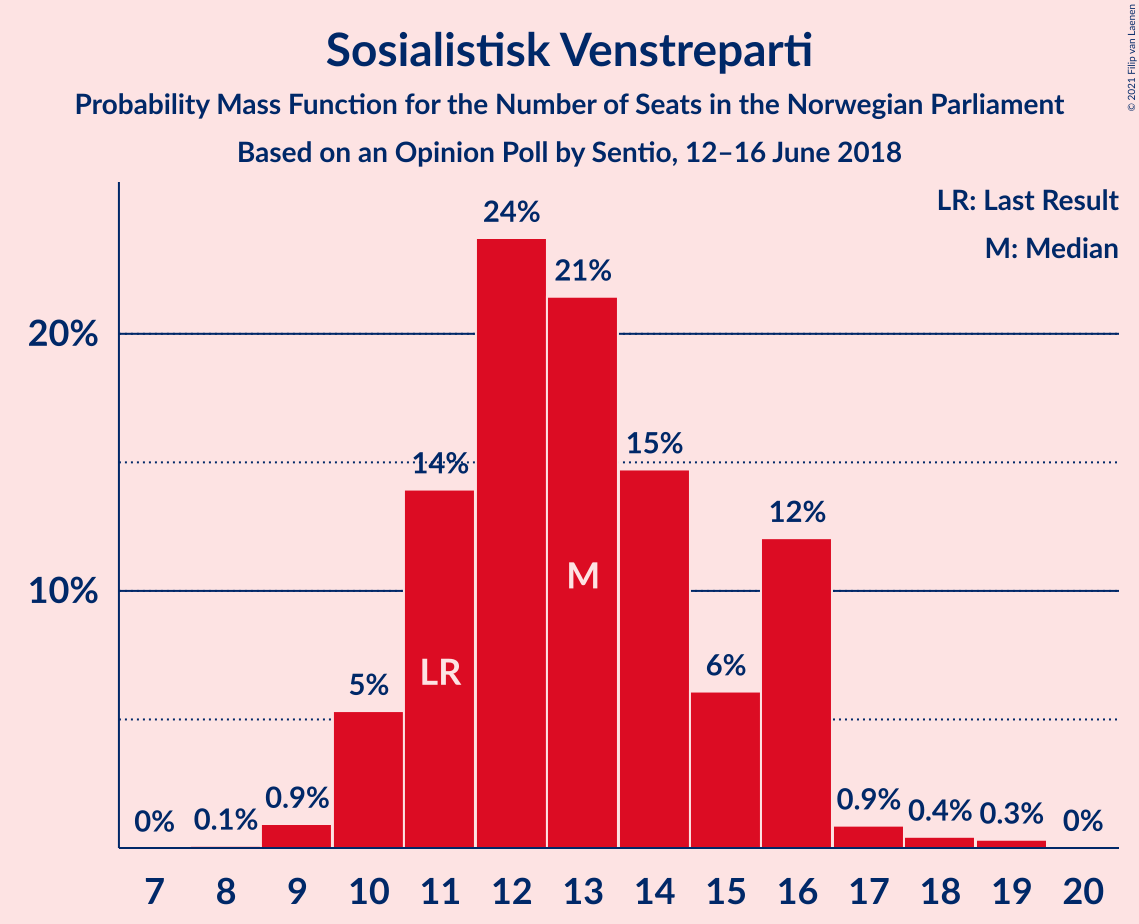 © 2021 Filip van Laenen
Sosialistisk Venstreparti
Probability Mass Function for the Number of Seats in the Norwegian Parliament
Based on an Opinion Poll by Sentio, 12–16 June 2018
LR: Last Result
M: Median
24%
21%
20%
15%
14%
12%
M
10%
LR
6%
5%
0%
0.1%
0.9%
0.9%
0.4%
0.3%
0%
7 8 9 10 11 12 13 14 15 16 17 18 19 20